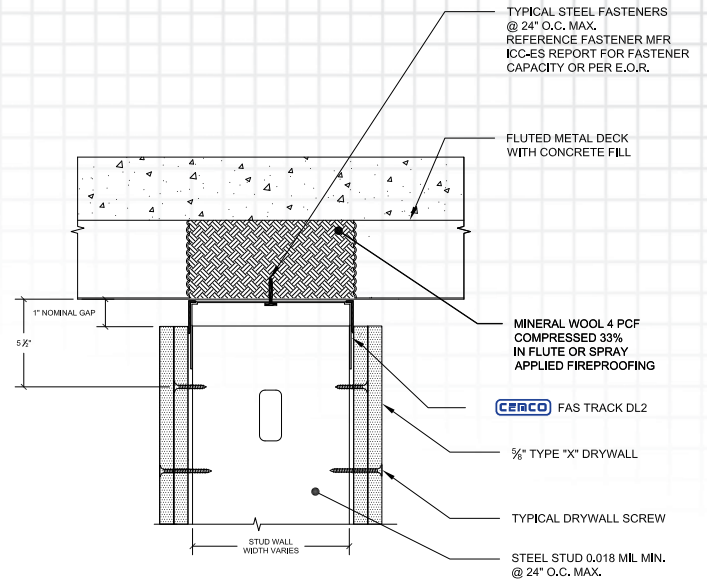 TYPICAL STEEL FASTENERS
@ 24" O.C. MAX.
REFERENCE FASTENER MFR
ICC-ES REPORT FOR FASTENER
CAPACITY OR PER E.O.R.
FLUTED METAL DECK
WITH CONCRETE FILL
1" NOMINAL GAP
5 ½"
MINERAL WOOL 4 PCF
COMPRESSED 33%
IN FLUTE OR SPRAY
APPLIED FIREPROOFING
CEMCO FAS TRACK DL2
⅝" TYPE "X" DRYWALL
TYPICAL DRYWALL SCREW
STUD WALL
WIDTH VARIES
STEEL STUD 0.018 MIL MIN.
@ 24" O.C. MAX.